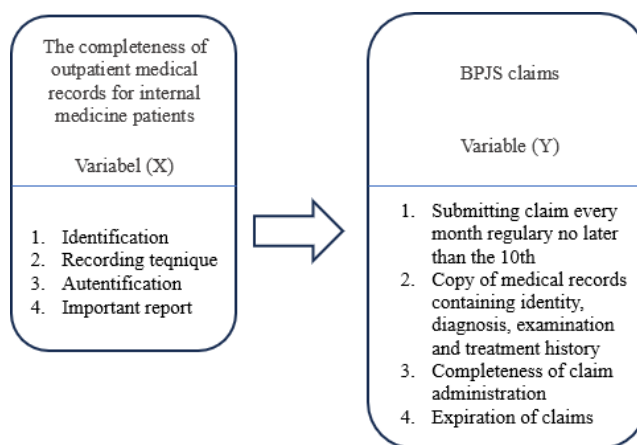 The completeness of
outpatient medical
records for internal
medicine patients
Variabel (X)
1. Identification
2. Recording teqnique
3. Autentification
4. Important report
BPJS claims
Variable (Y)
1. Submitting claim every
month regulary no later
than the 10th
2. Copy of medical records
containing identity,
diagnosis, examination
and treatment history
3. Completeness of claim
administration
4. Expiration of claims